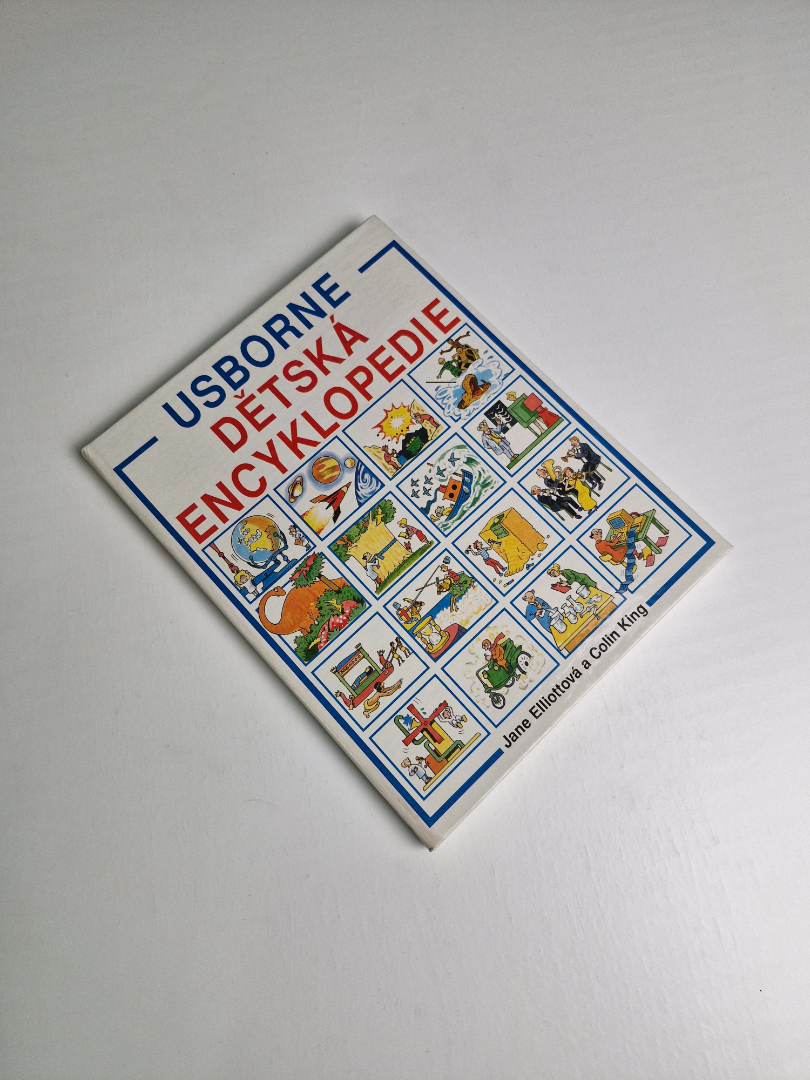 USBORNE
DĚTSKÁ
ENCYKLOPEDIE
Jane Elliottová a Colin King